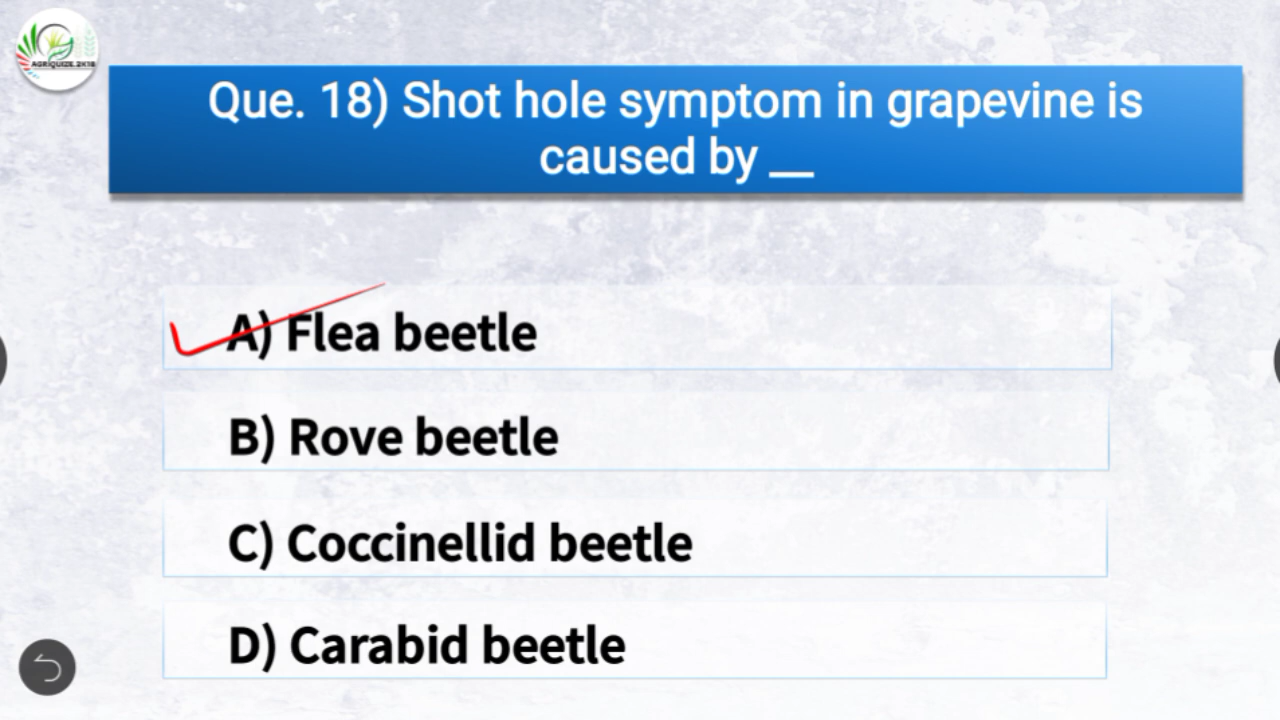 AGRIQUIZE.2K18
Que. 18) Shot hole symptom in grapevine is
caused by __
A) Flea beetle
B) Rove beetle
C) Coccinellid beetle
D) Carabid beetle